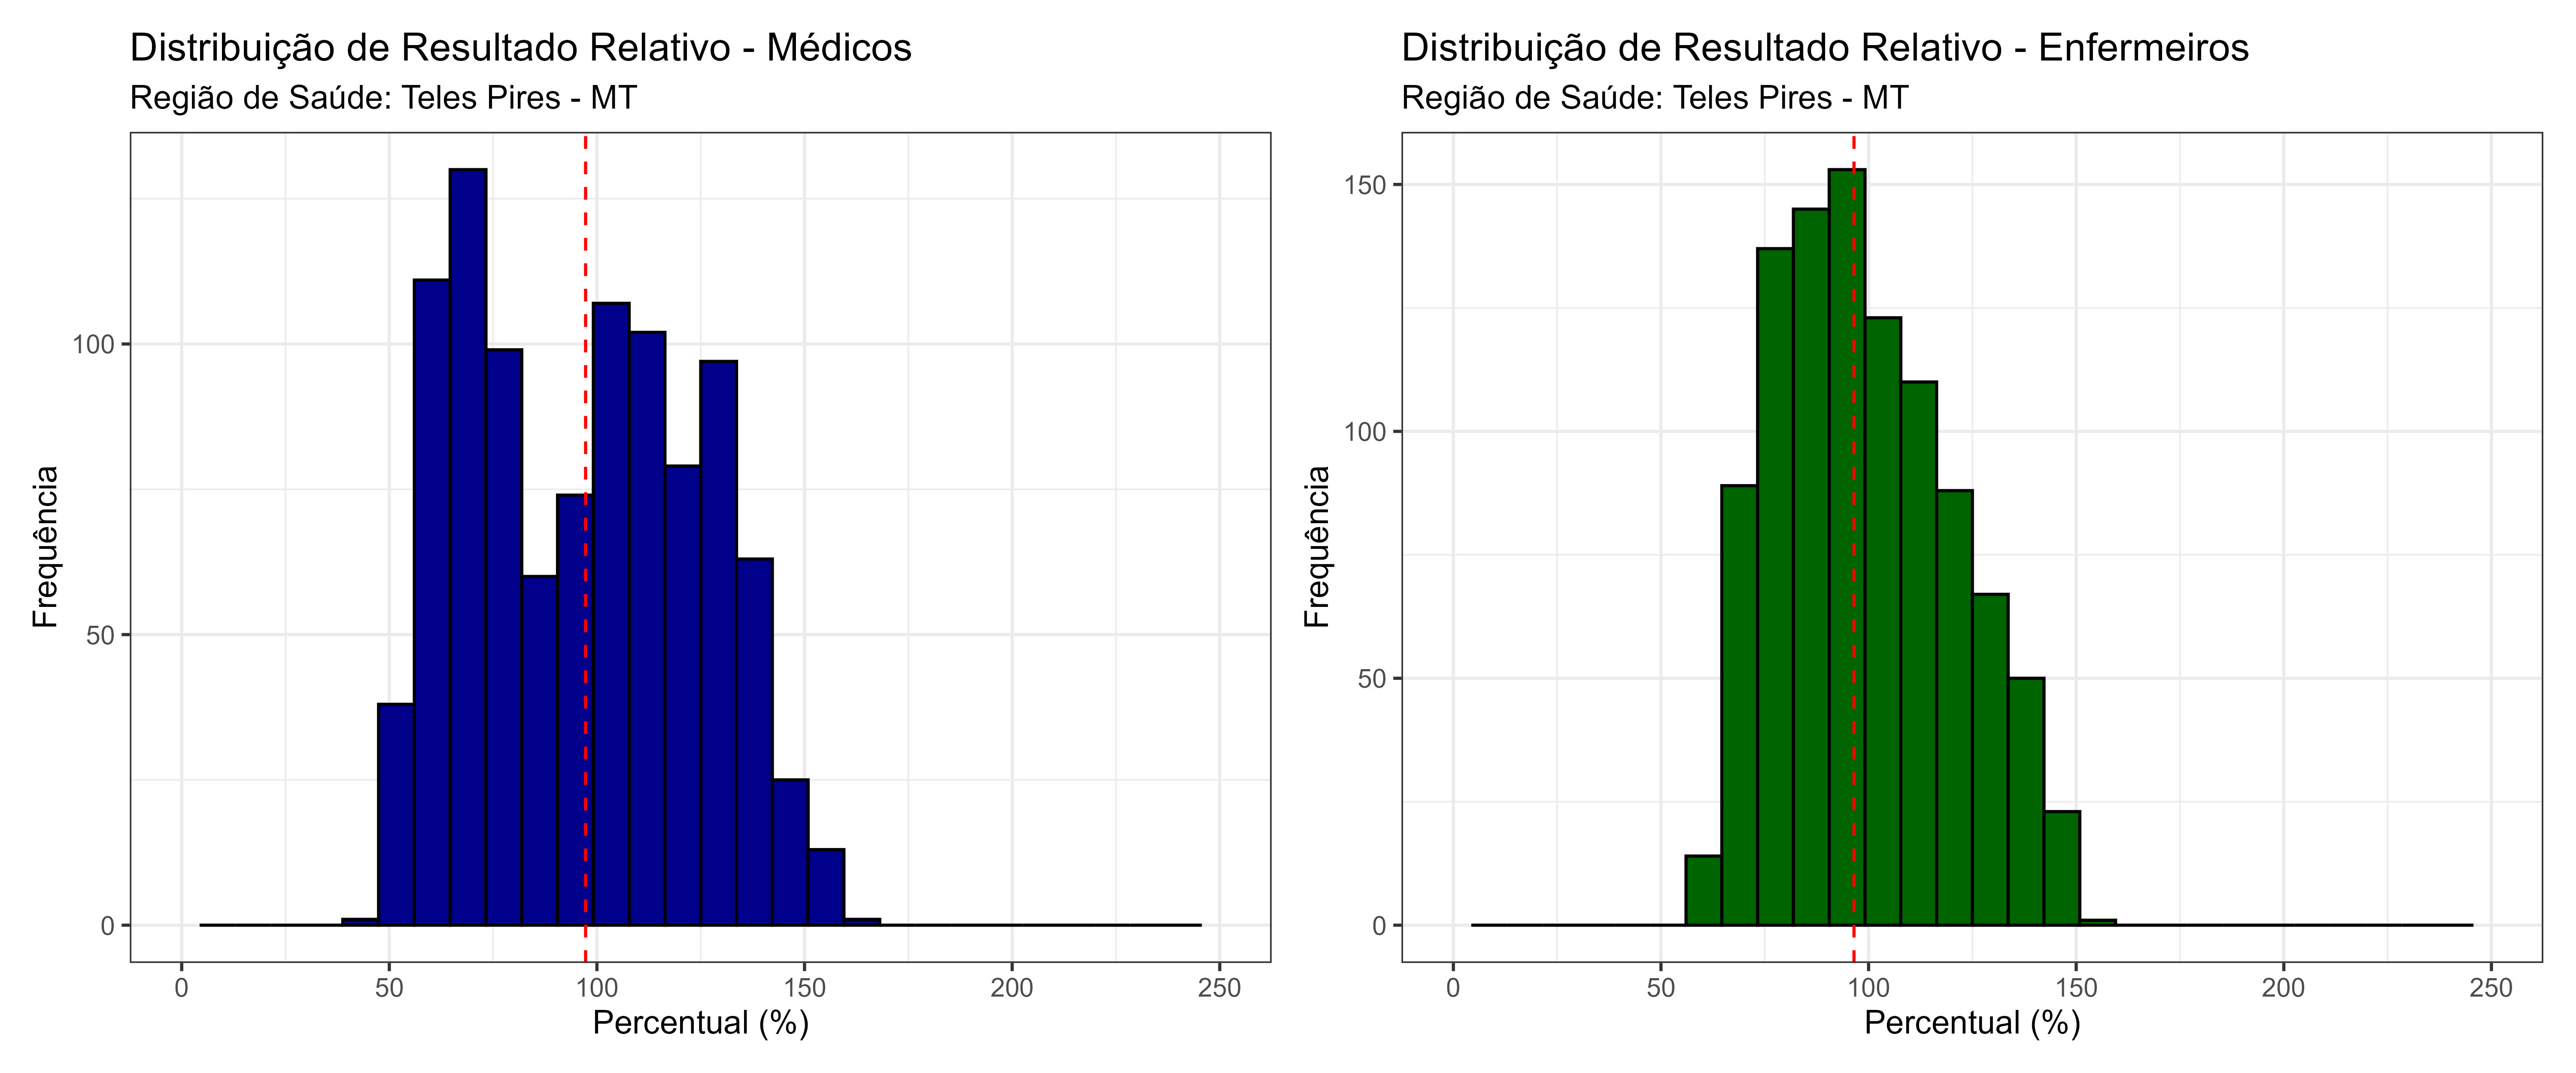 Distribuição de Resultado Relativo - Médicos
Região de Saúde: Teles Pires - MT
Frequência
100
50
0
0 50 100 150 200 250
Percentual (%)
Distribuição de Resultado Relativo - Enfermeiros
Região de Saúde: Teles Pires - MT
Frequência
150
100
50
0
0 50 100 150 200 250
Percentual (%)